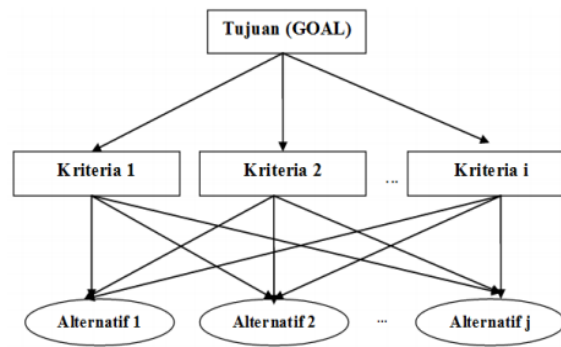 Tujuan (GOAL)
Kriteria 1
Kriteria 2
...
Kriteria i
Alternatif 1
Alternatif 2
...
Alternatif j